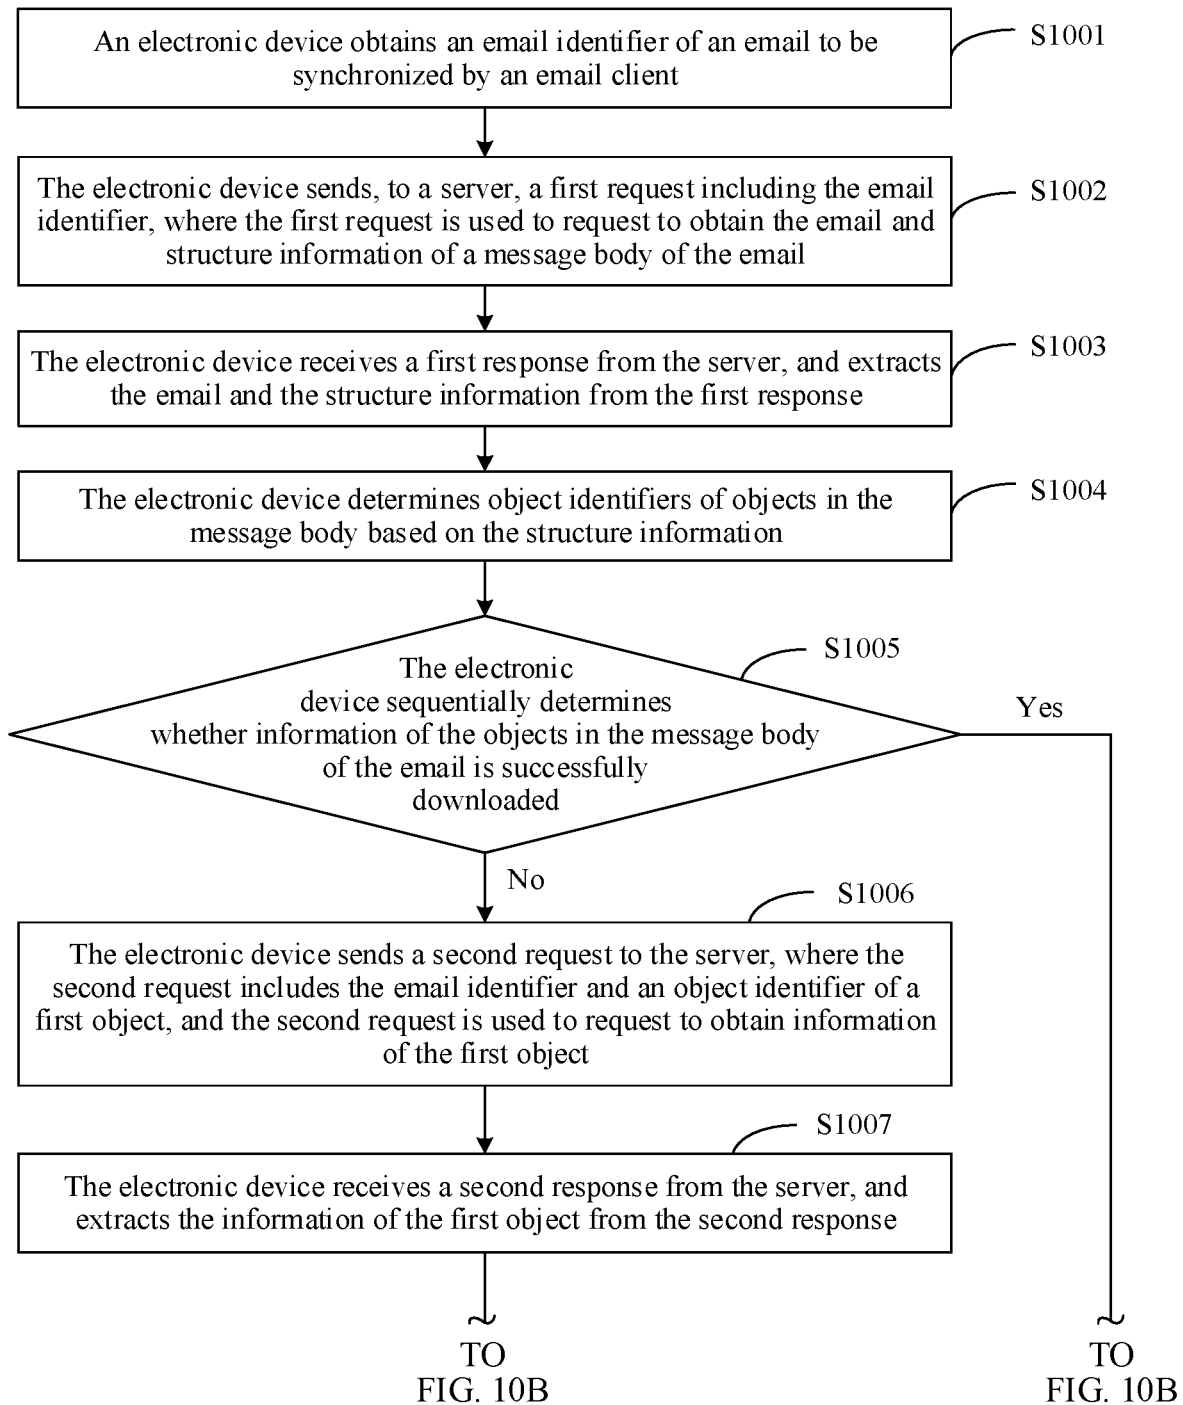 An electronic device obtains an email identifier of an email to be
synchronized by an email client
S1001
The electronic device sends, to a server, a first request including the email
identifier, where the first request is used to request to obtain the email and
structure information of a message body of the email
S1002
The electronic device receives a first response from the server, and extracts
the email and the structure information from the first response
S1003
The electronic device determines object identifiers of objects in the
message body based on the structure information
S1004
The electronic
device sequentially determines
whether information of the objects in the message body
of the email is successfully
downloaded
S1005
Yes
No
S1006
The electronic device sends a second request to the server, where the
second request includes the email identifier and an object identifier of a
first object, and the second request is used to request to obtain information
of the first object
S1007
The electronic device receives a second response from the server, and
extracts the information of the first object from the second response
TO
FIG. 10B
TO
FIG. 10B